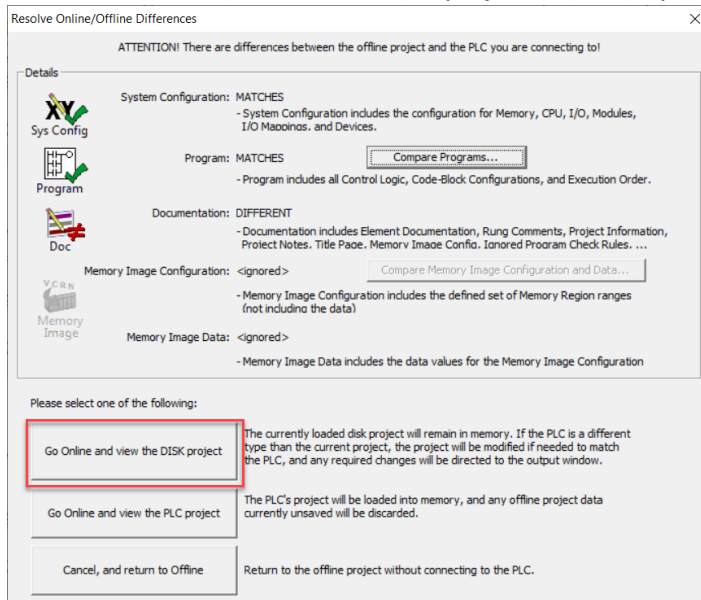 Resolve Online/Offline Differences
ATTENTION! There are differences between the offline project and the PLC you are connecting to!
Details
System Configuration: MATCHES
- System Configuration includes the configuration for Memory, CPU, I/O, Modules,
I/O Mappings, and Devices.
Sys Config
Program: MATCHES
Compare Programs...
- Program includes all Control Logic, Code-Block Configurations, and Execution Order.
Program
Documentation: DIFFERENT
- Documentation includes Element Documentation, Rung Comments, Project Information,
Project Notes, Title Page, Memory Image Config, Ignored Program Check Rules, ...
Doc
Memory Image Configuration: <ignored>
Compare Memory Image Configuration and Data...
V C R N
- Memory Image Configuration includes the defined set of Memory Region ranges
(not including the data)
Memory
Image
Memory Image Data: <ignored>
- Memory Image Data includes the data values for the Memory Image Configuration
Please select one of the following:
Go Online and view the DISK project
The currently loaded disk project will remain in memory. If the PLC is a different
type than the current project, the project will be modified if needed to match
the PLC, and any required changes will be directed to the output window.
Go Online and view the PLC project
The PLC's project will be loaded into memory, and any offline project data
currently unsaved will be discarded.
Cancel, and return to Offline
Return to the offline project without connecting to the PLC.